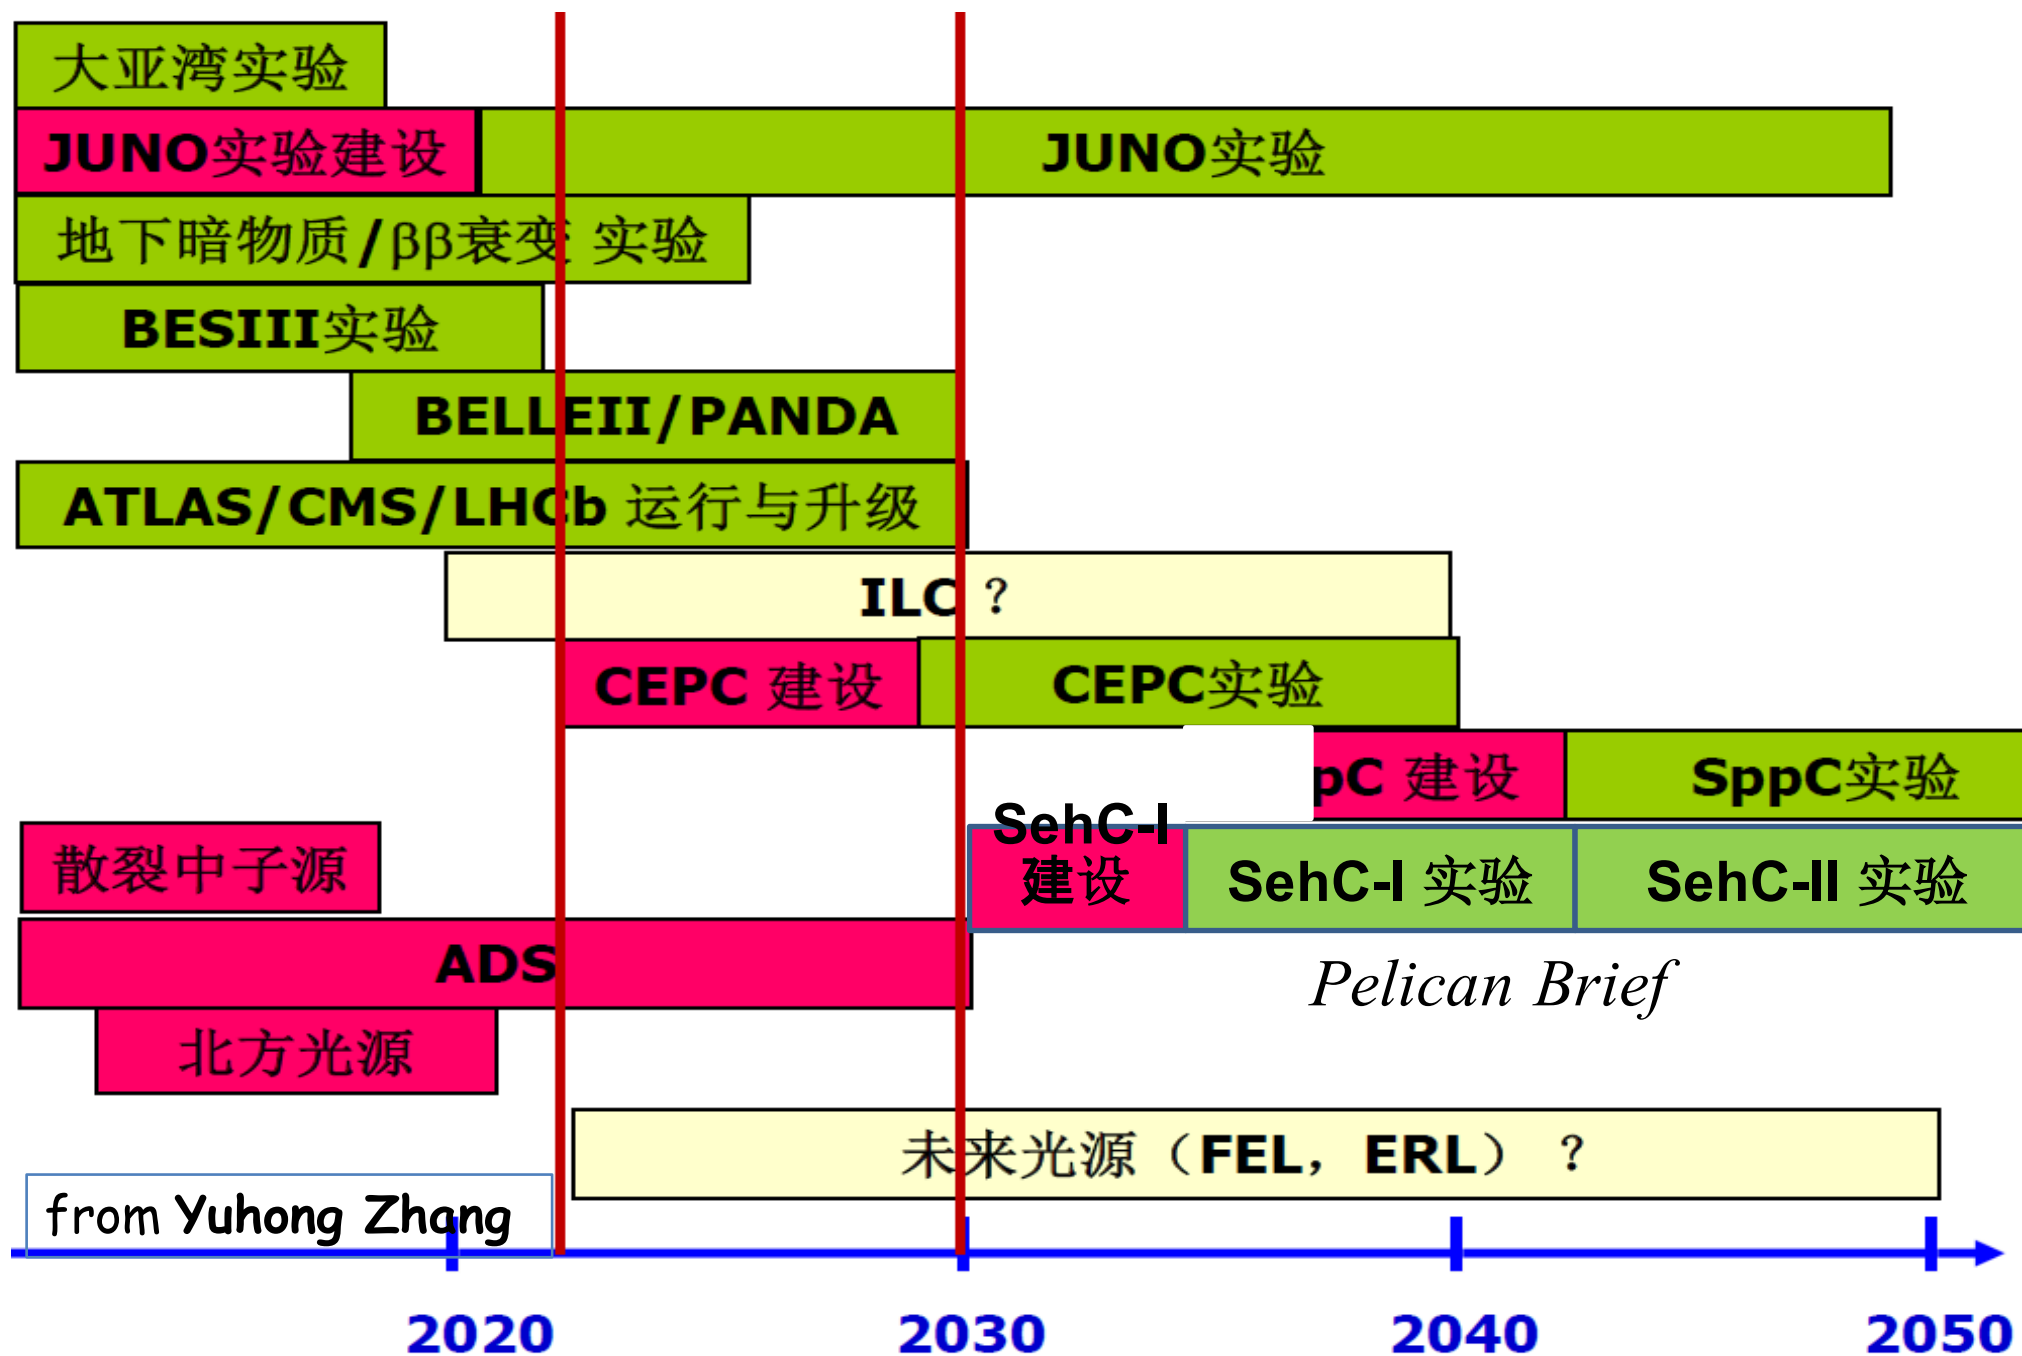 大亚湾实验
JUNO实验建设
JUNO实验
地下暗物质/ββ衰变 实验
BESIII实验
BELLEII/PANDA
ATLAS/CMS/LHCb 运行与升级
ILC ?
CEPC 建设
CEPC实验
pC 建设
SppC实验
SehC-I
建设
SehC-I 实验
SehC-II 实验
散裂中子源
ADS
Pelican Brief
北方光源
未来光源（FEL，ERL） ?
from Yuhong Zhang
2020
2030
2040
2050